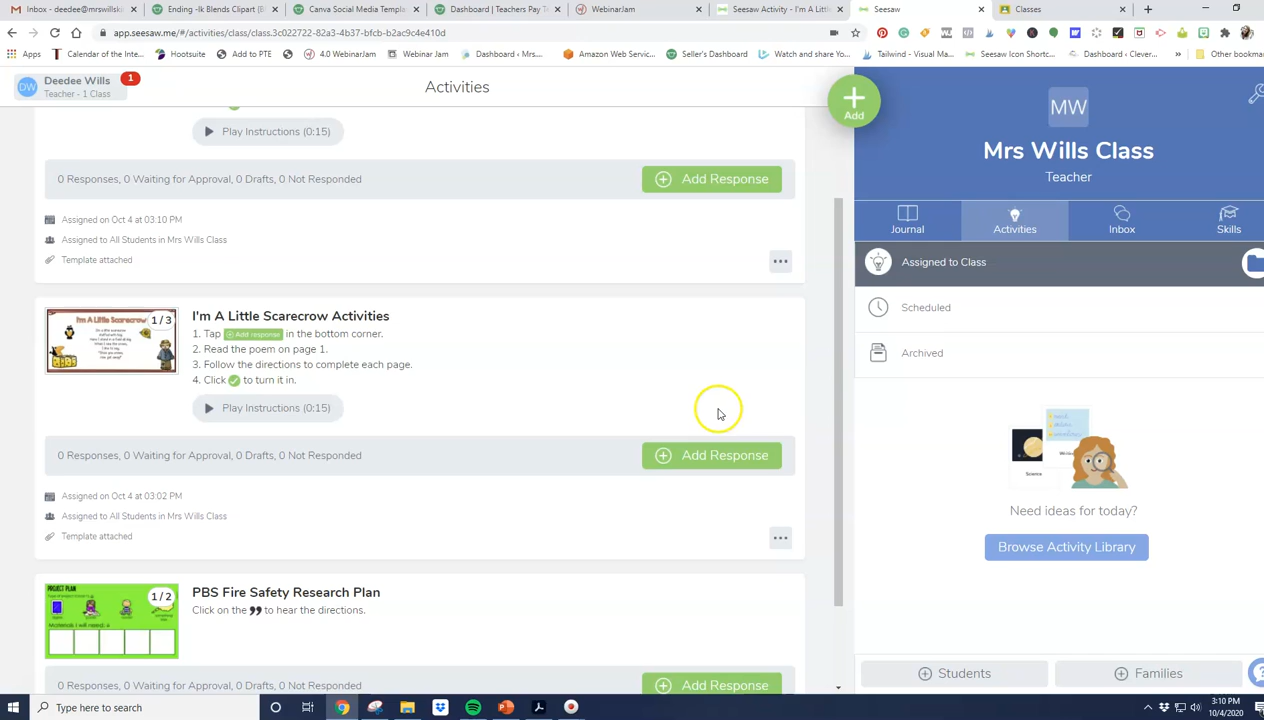 Inbox - deedee@mrswillskin
Ending -lk Blends Clipart (B
Canva Social Media Templa
Dashboard | Teachers Pay T
WebinarJam
Seesaw Activity - I'm A Littl
Seesaw
Classes
app.seesaw.me/#/activities/class/class.3c022722-82a3-4b37-bfcb-b2ac9c4e410d
Apps
Calendar of the Inte...
Hootsuite
Add to PTE
4.0 WebinarJam
Webinar Jam
Dashboard ‹ Mrs...
Amazon Web Servic...
Seller's Dashboard
Watch and share Yo...
Tailwind - Visual Ma...
Seesaw Icon Shortc...
Dashboard ‹ Clever...
»
Other bookmar
DW
Deedee Wills
Teacher - 1 Class
1
Activities
Add
MW
Mrs Wills Class
Teacher
Journal
Activities
Inbox
Skills
Assigned to Class
Scheduled
Archived
Need ideas for today?
Browse Activity Library
Students
Families
Play Instructions (0:15)
0 Responses, 0 Waiting for Approval, 0 Drafts, 0 Not Responded
Add Response
Assigned on Oct 4 at 03:10 PM
Assigned to All Students in Mrs Wills Class
Template attached
I'm A Little Scarecrow
1 / 3
I'm A Little Scarecrow Activities
1. Tap Add response in the bottom corner.
2. Read the poem on page 1.
3. Follow the directions to complete each page.
4. Click to turn it in.
Play Instructions (0:15)
0 Responses, 0 Waiting for Approval, 0 Drafts, 0 Not Responded
Add Response
Assigned on Oct 4 at 03:02 PM
Assigned to All Students in Mrs Wills Class
Template attached
PROJECT PLAN
1 / 2
PBS Fire Safety Research Plan
Click on the to hear the directions.
0 Responses, 0 Waiting for Approval, 0 Drafts, 0 Not Responded
Add Response
Type here to search
3:10 PM
10/4/2020